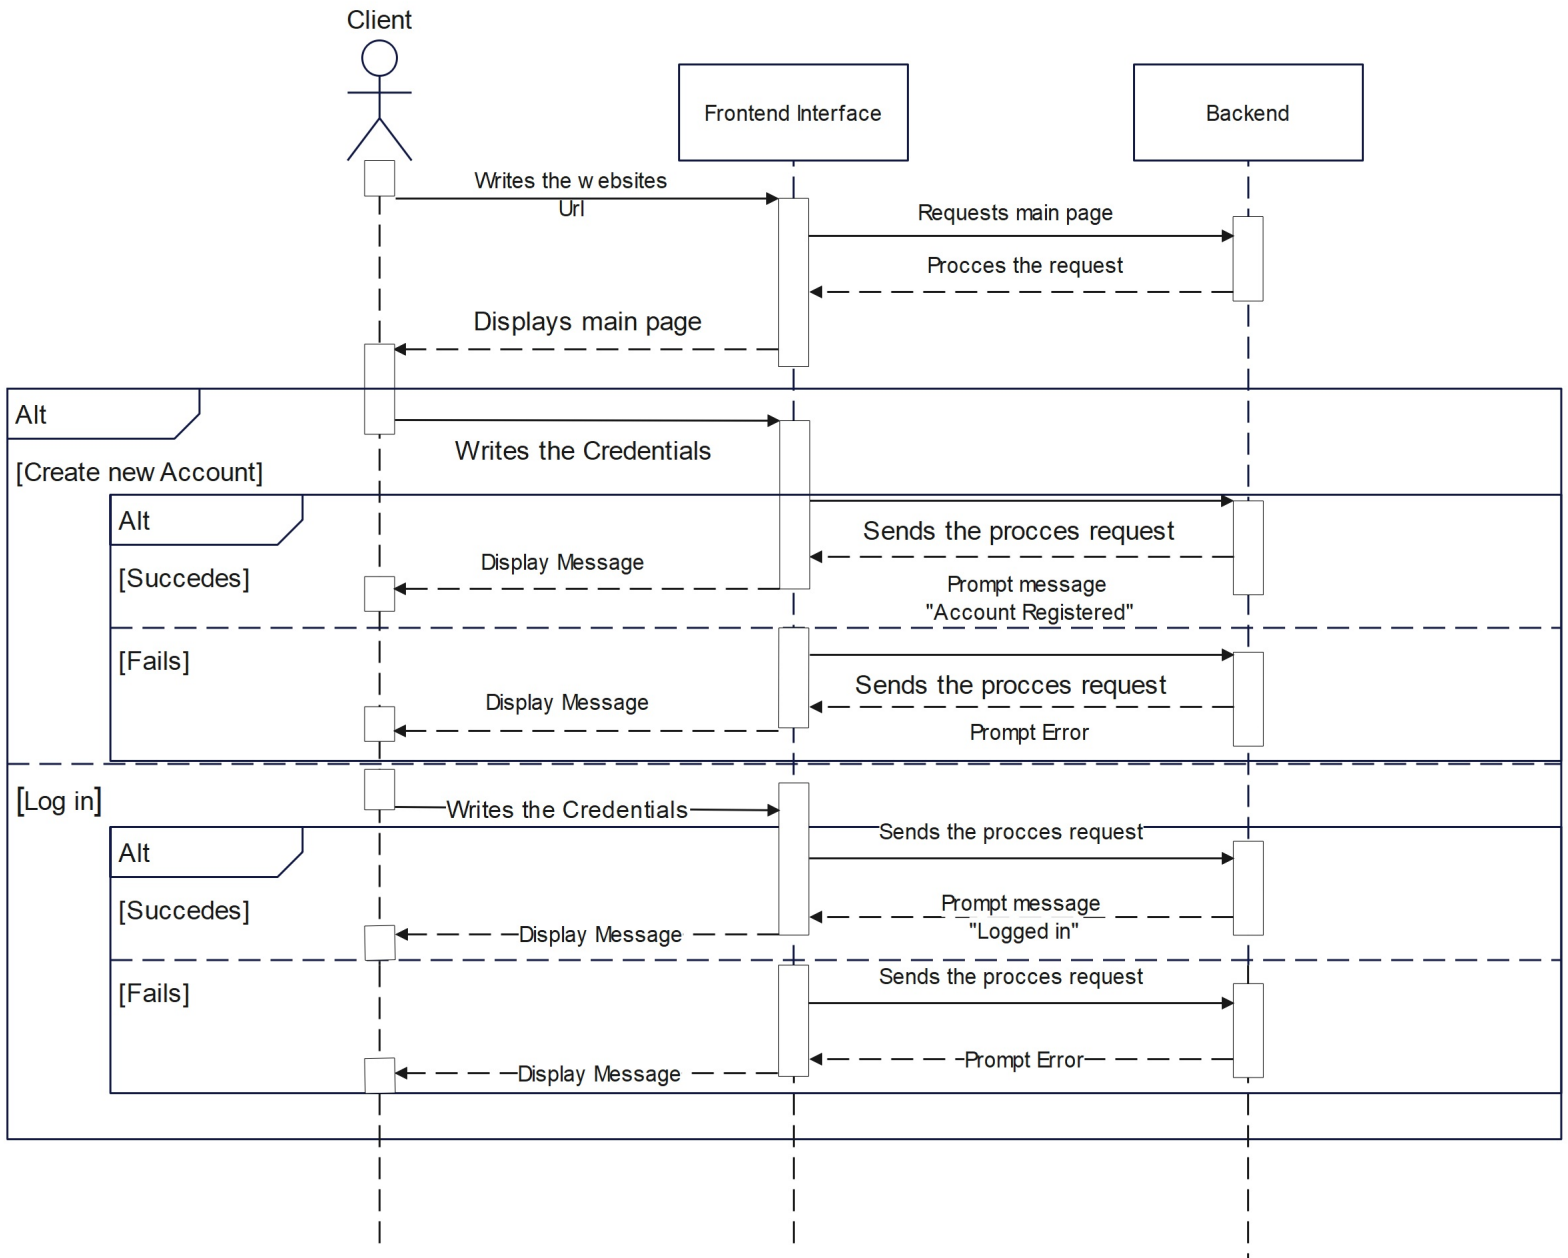 Client
Frontend Interface
Backend
Writes the websites
Url
Requests main page
Procces the request
Displays main page
Alt
Writes the Credentials
[Create new Account]
Alt
Sends the procces request
Display Message
[Succedes]
Prompt message
"Account Registered"
[Fails]
Sends the procces request
Display Message
Prompt Error
[Log in]
Writes the Credentials
Sends the procces request
Alt
Prompt message
[Succedes]
"Logged in"
Display Message
Sends the procces request
[Fails]
Prompt Error
Display Message